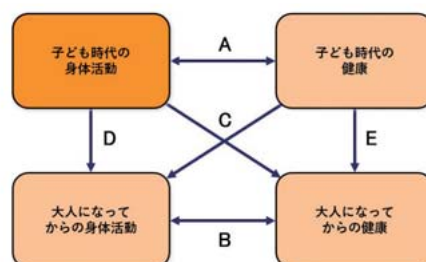 子ども時代の
身体活動
A
子ども時代の
健康
D
C
E
大人になって
からの身体活動
B
大人になって
からの健康